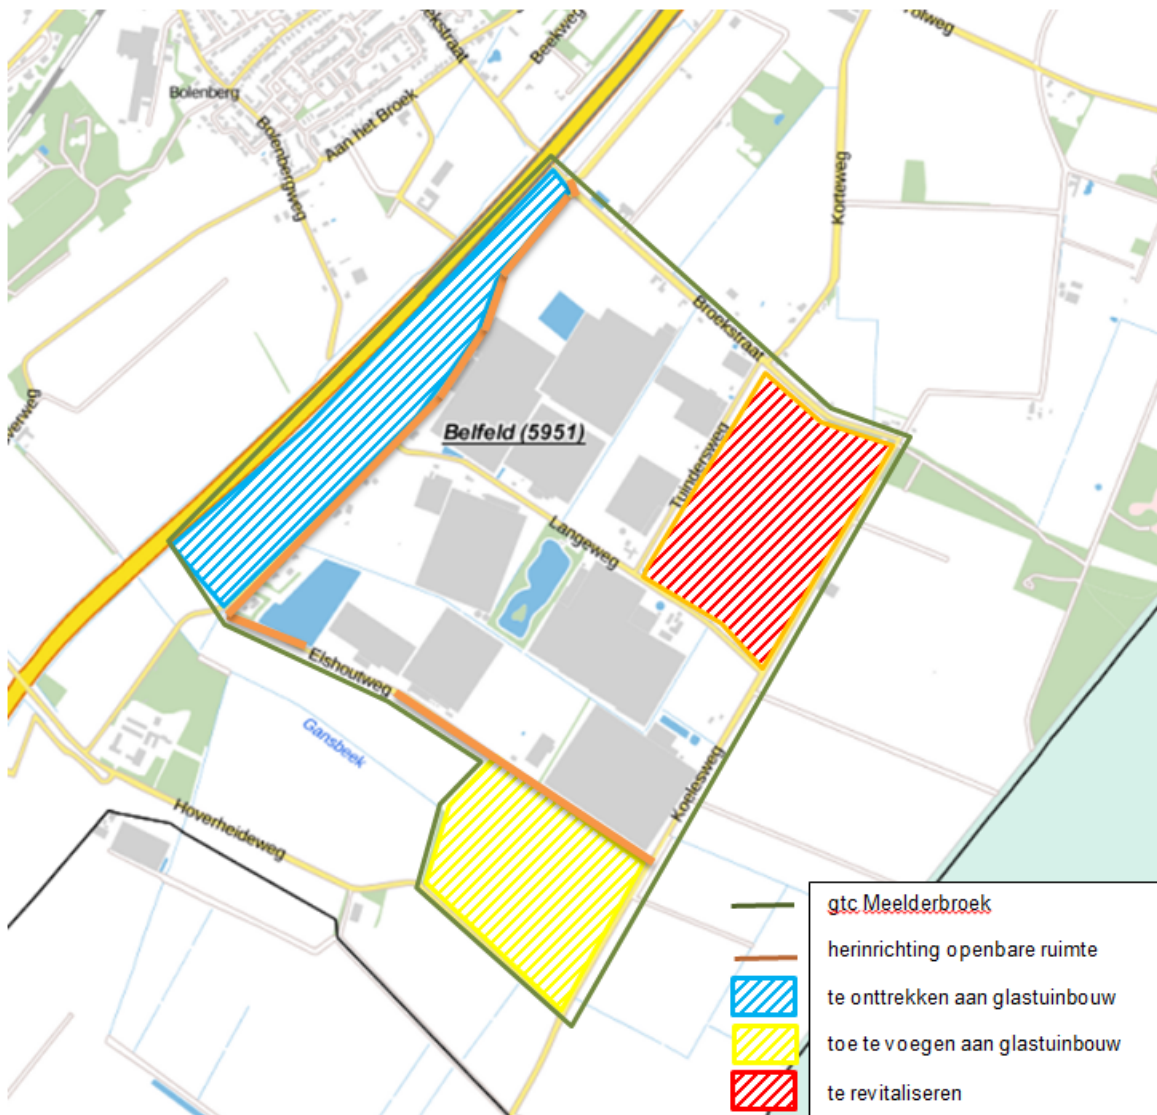 Beekweg
Bolenberg
Aan het Broek
Bolenbergweg
Korteweg
Broekstraat
Belfeld (5951)
Tuindersweg
Langeweg
Elshoutweg
Gansbeek
Koelesweg
Hoverheideweg
gtc Meelderbroek
herinrichting openbare ruimte
te onttrekken aan glastuinbouw
toe te voegen aan glastuinbouw
te revitaliseren